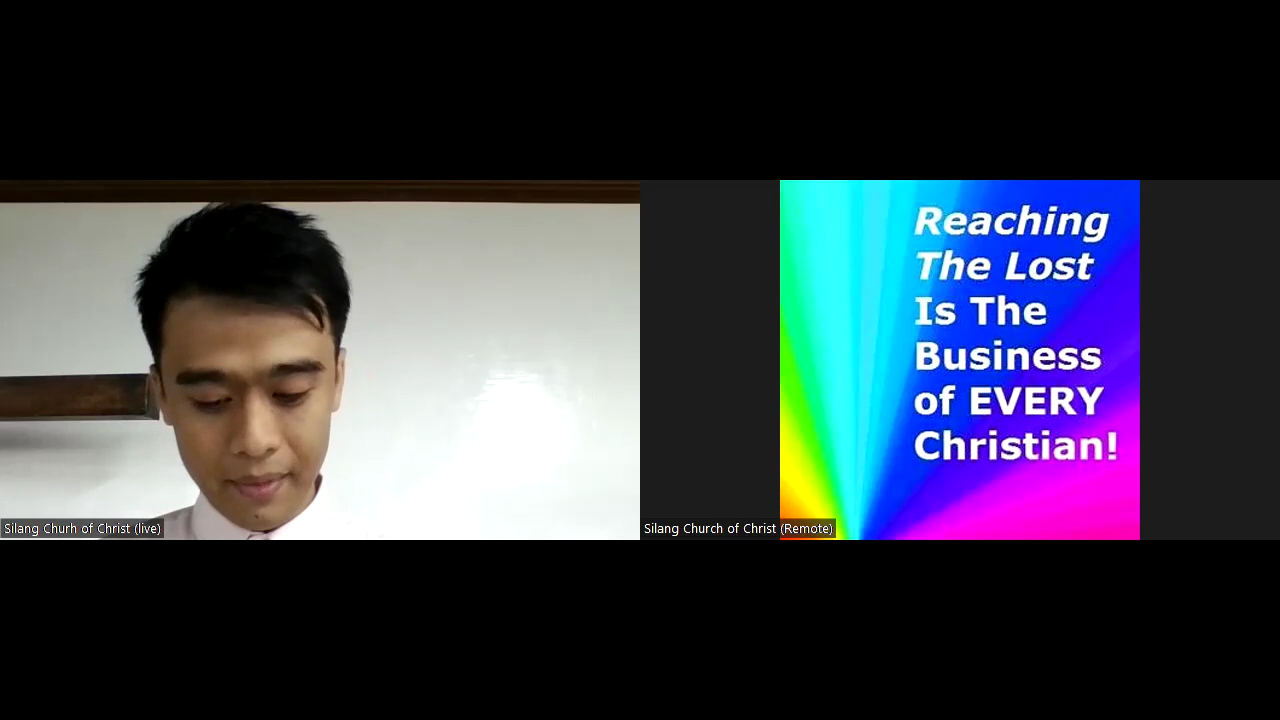 Reaching
The Lost
Is The
Business
of EVERY
Christian!
Silang Churh of Christ (live)
Silang Church of Christ (Remote)